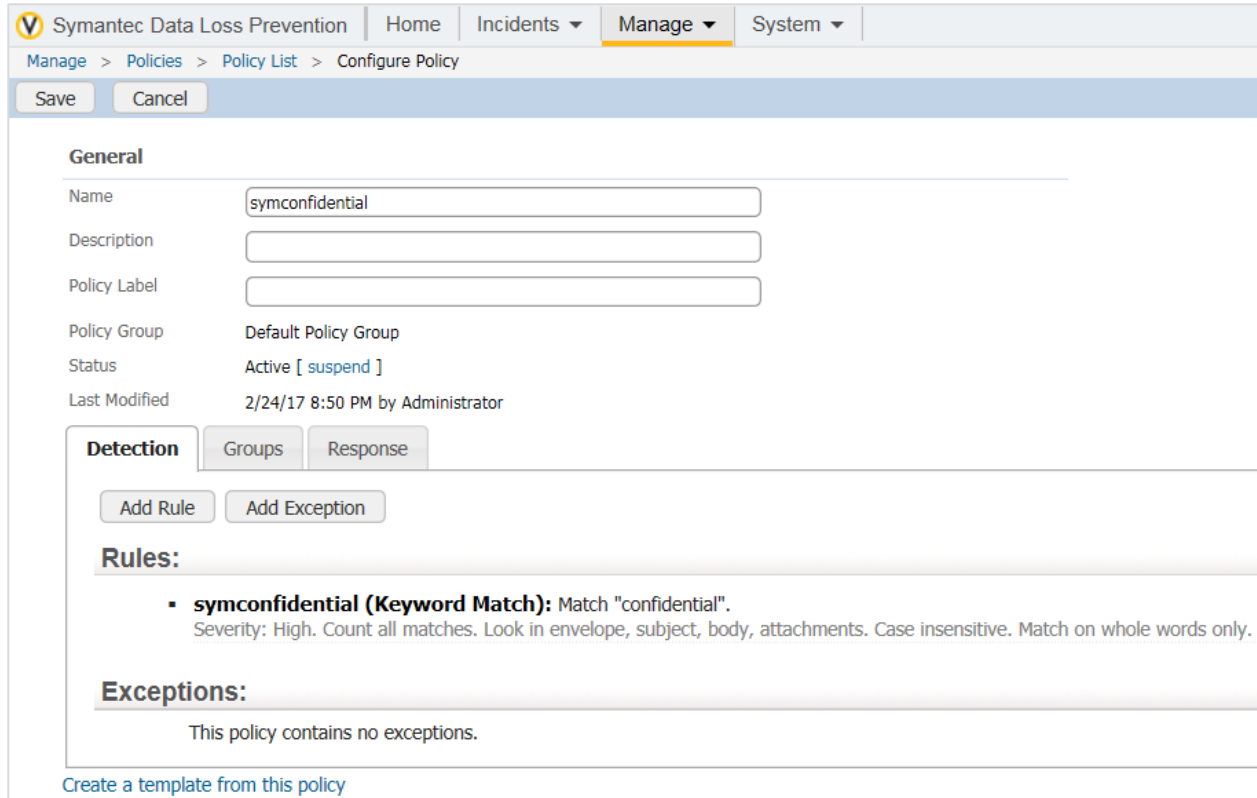 Symantec Data Loss Prevention Home Incidents Manage System
Manage > Policies > Policy List > Configure Policy
Save Cancel
General
Name symconfidential
Description
Policy Label
Policy Group Default Policy Group
Status Active [ suspend ]
Last Modified 2/24/17 8:50 PM by Administrator
Detection Groups Response
Add Rule Add Exception
Rules:
▪ symconfidential (Keyword Match): Match "confidential".
Severity: High. Count all matches. Look in envelope, subject, body, attachments. Case insensitive. Match on whole words only.
Exceptions:
This policy contains no exceptions.
Create a template from this policy